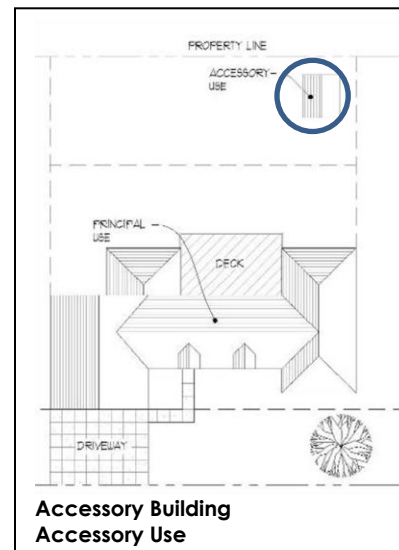 PROPERTY LINE
ACCESSORY
USE
PRINCIPAL
USE
DECK
DRIVEWAY
Accessory Building
Accessory Use